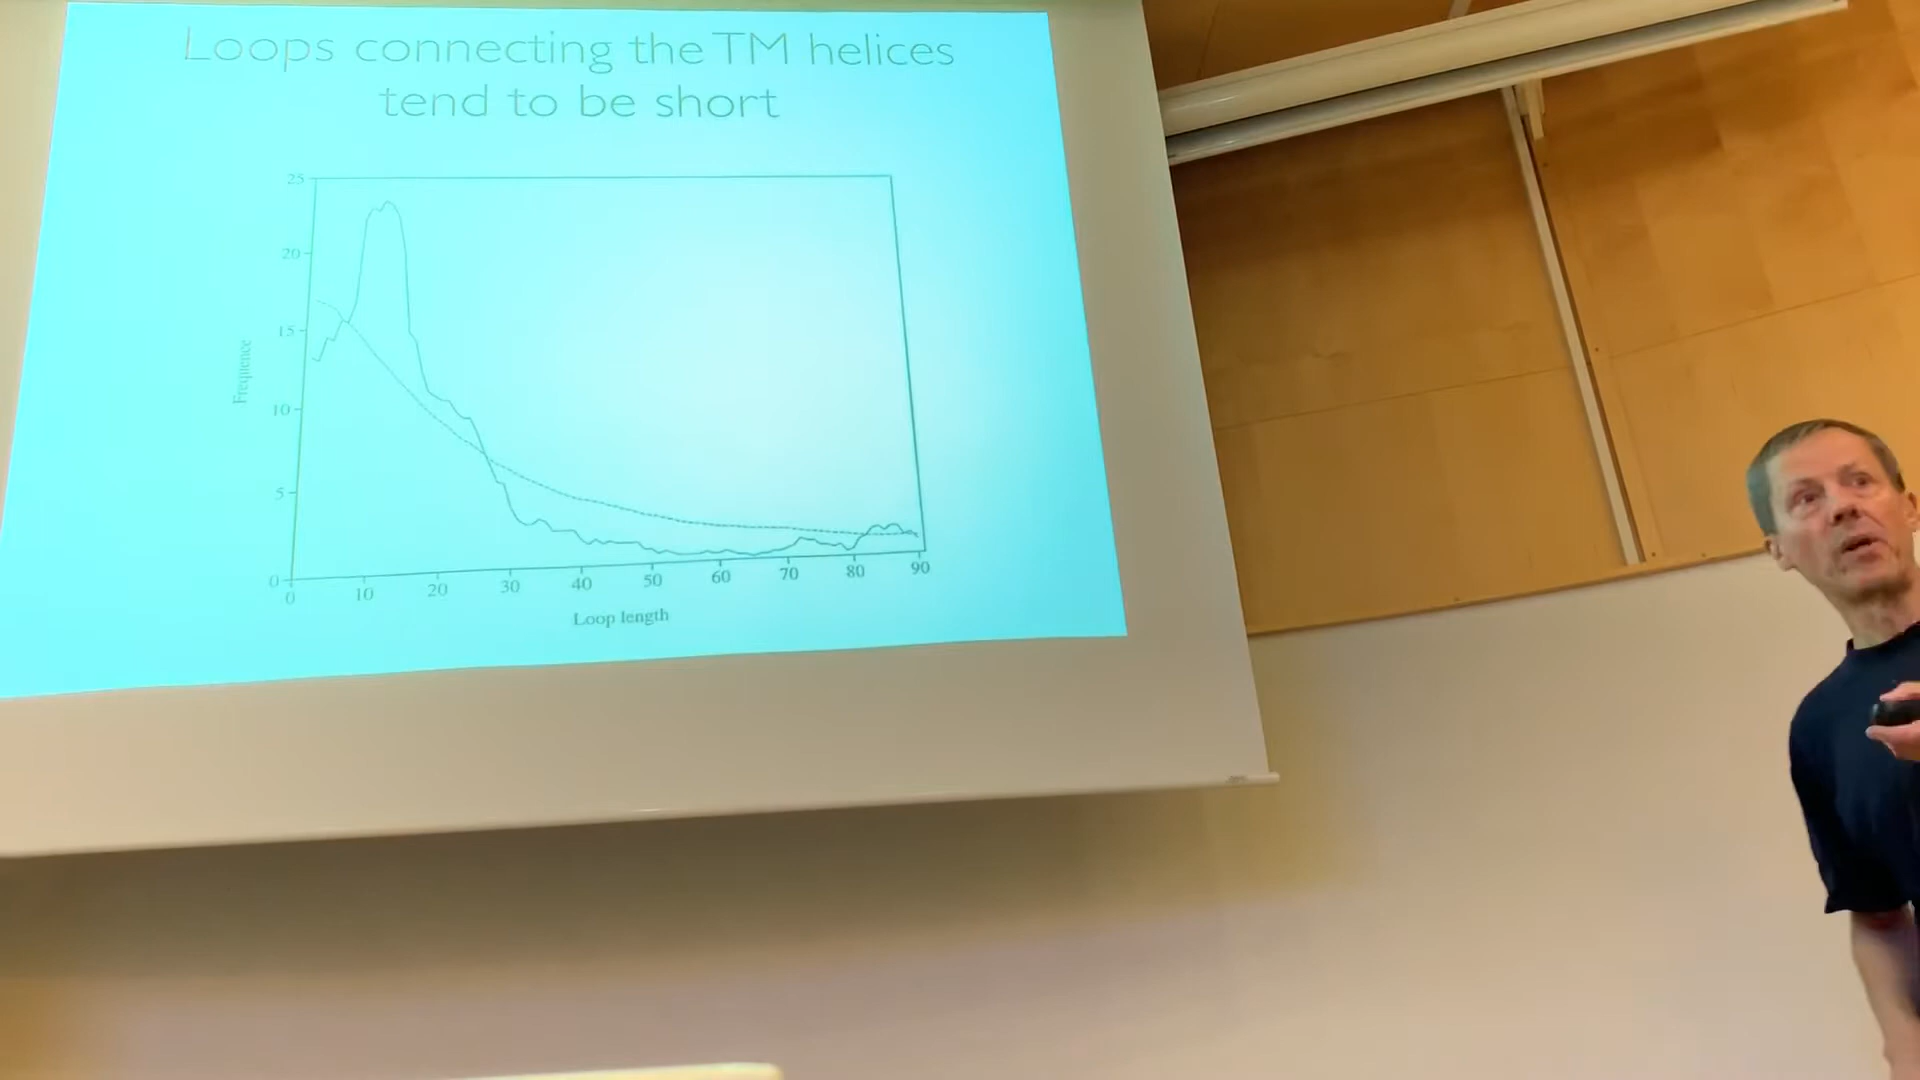 Loops connecting the TM helices
tend to be short
25
20
15
10
5
0
Frequence
0 10 20 30 40 50 60 70 80 90
Loop length